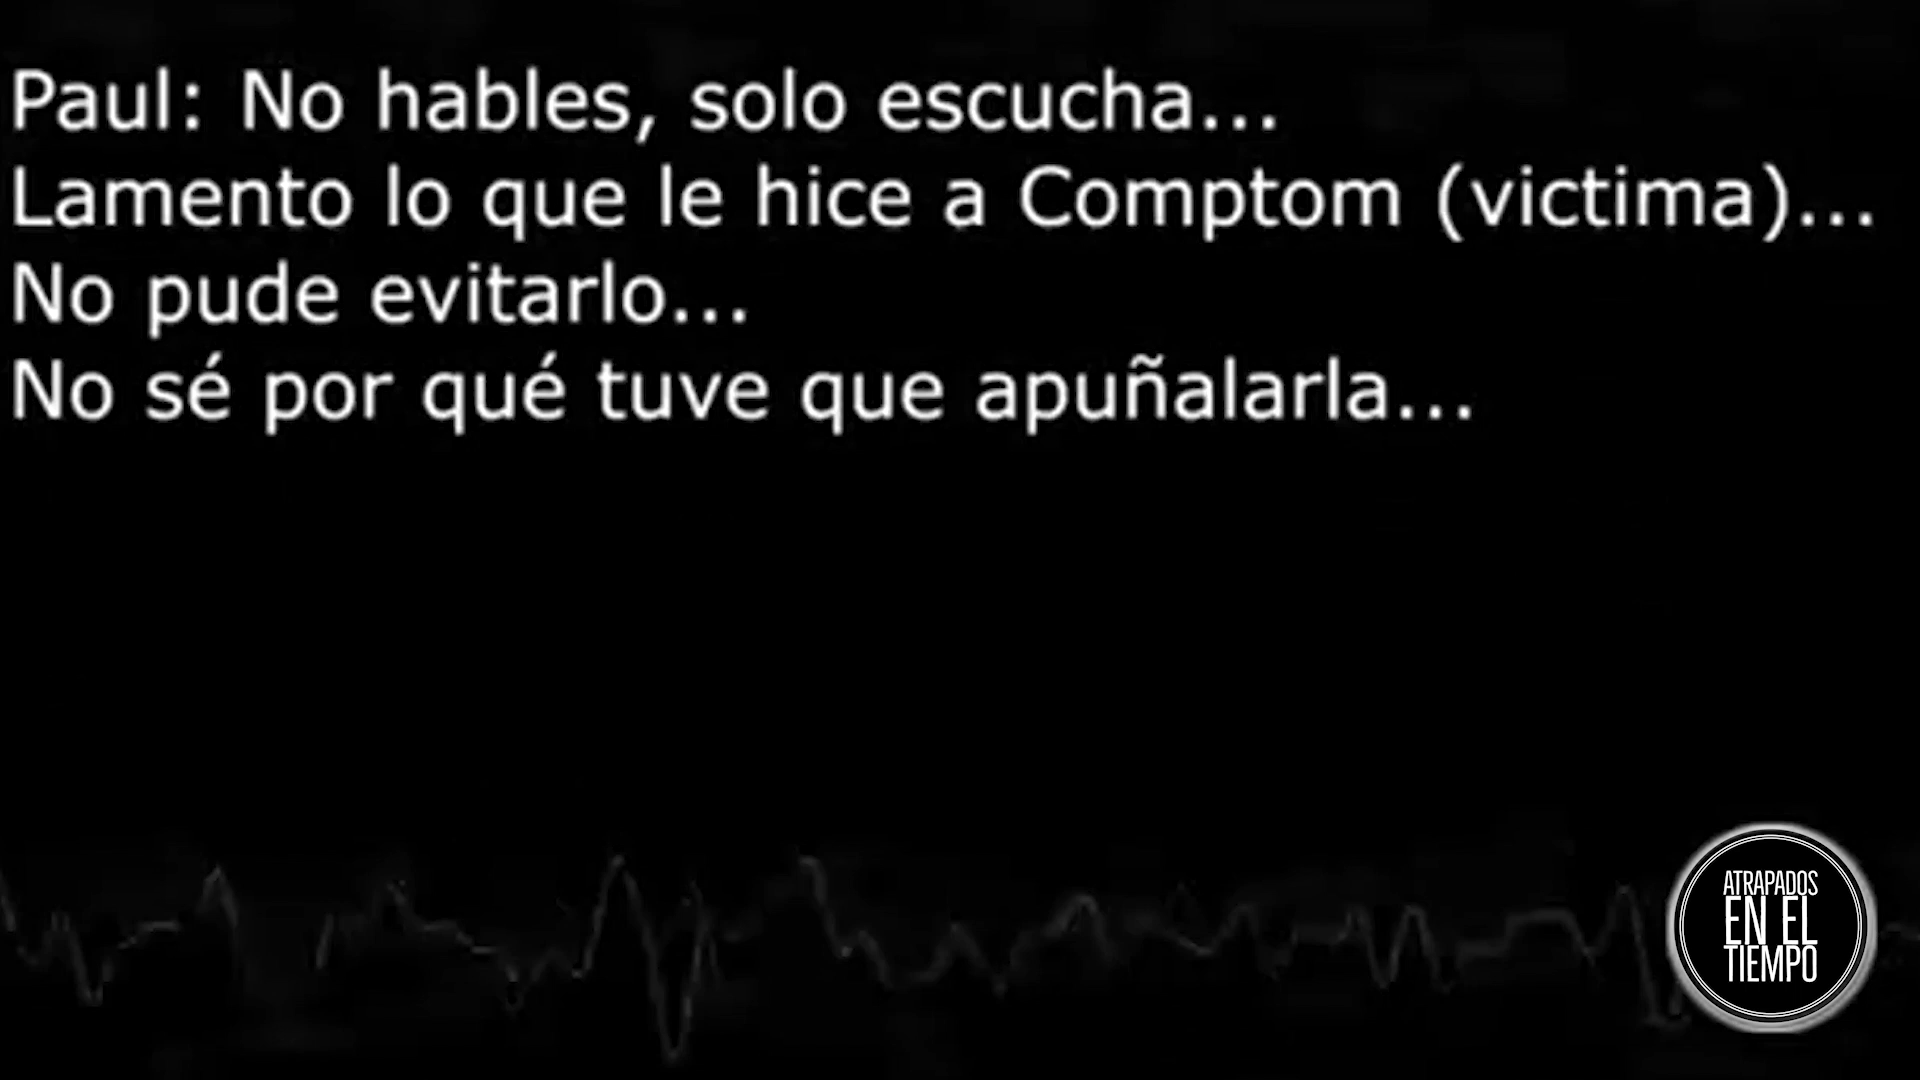 Paul: No hables, solo escucha...
Lamento lo que le hice a Comptom (victima)...
No pude evitarlo...
No sé por qué tuve que apuñalarla...
ATRAPADOS
EN EL
TIEMPO